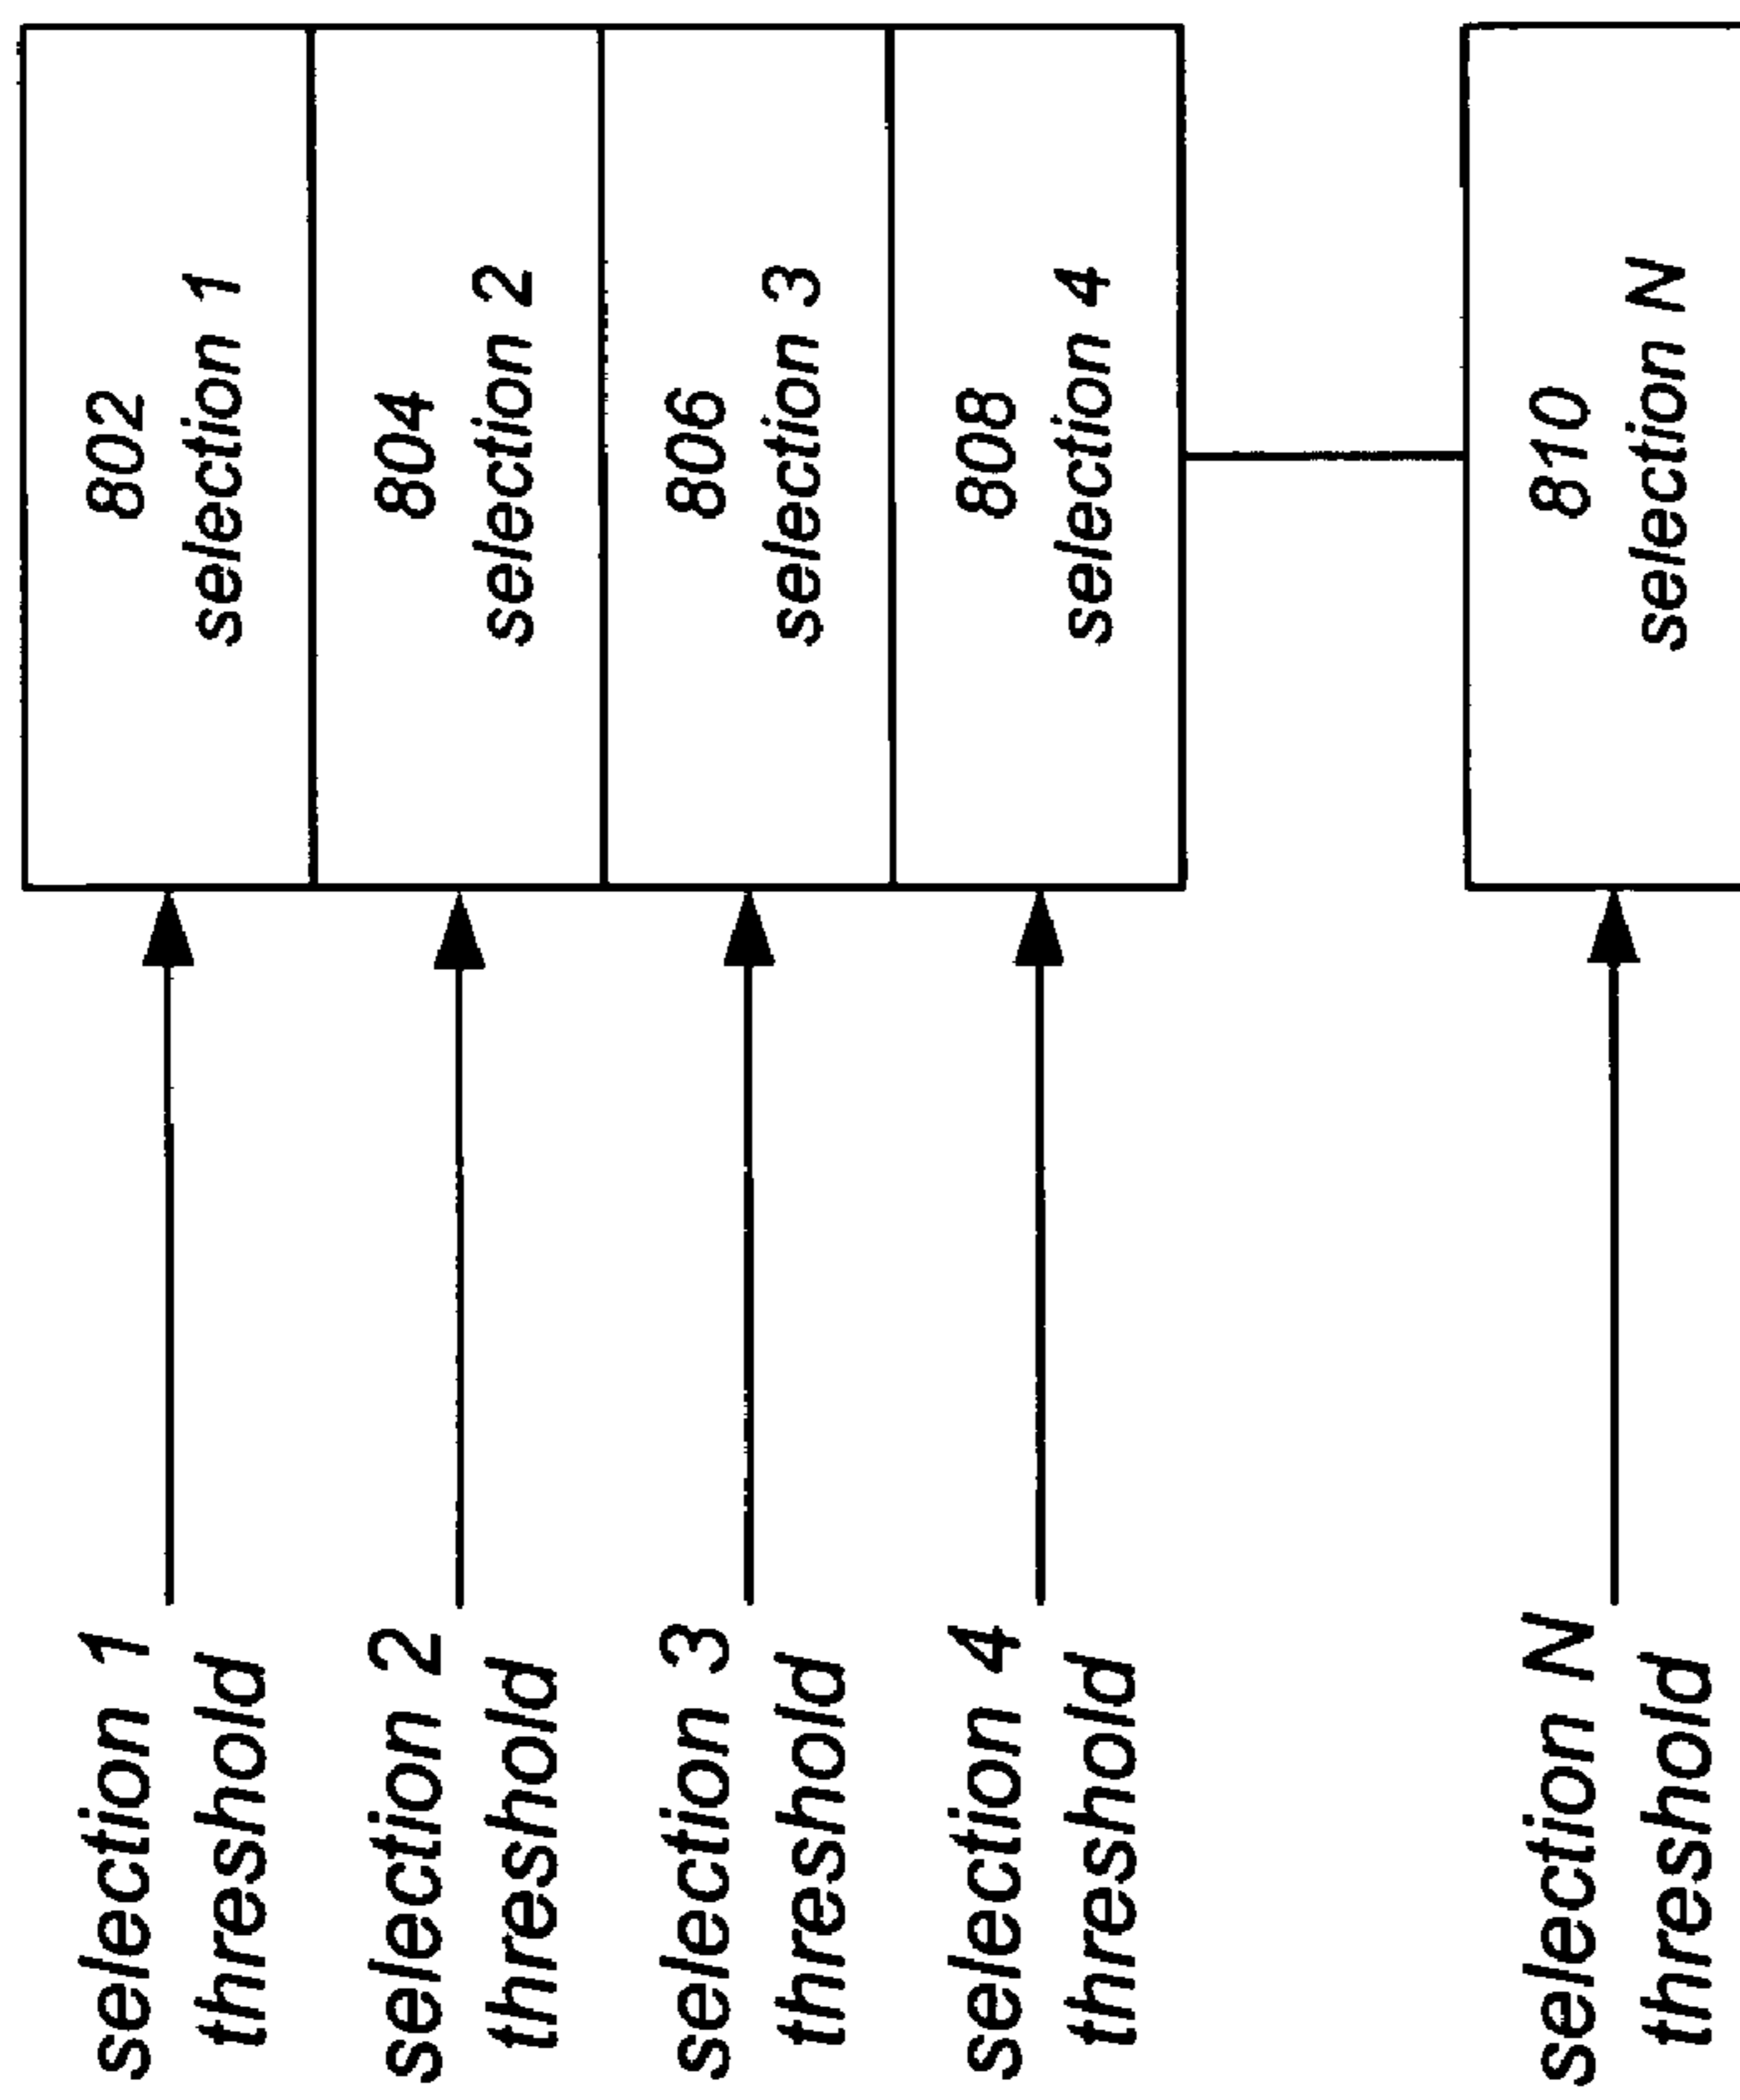 802
selection 1
804
selection 2
806
selection 3
808
selection 4
810
selection N
selection 1
threshold
selection 2
threshold
selection 3
threshold
selection 4
threshold
selection N
threshold